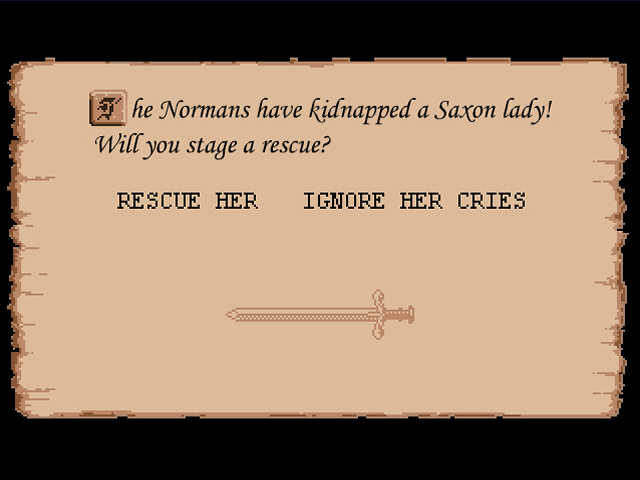 The Normans have kidnapped a Saxon lady!
Will you stage a rescue?
RESCUE HER IGNORE HER CRIES